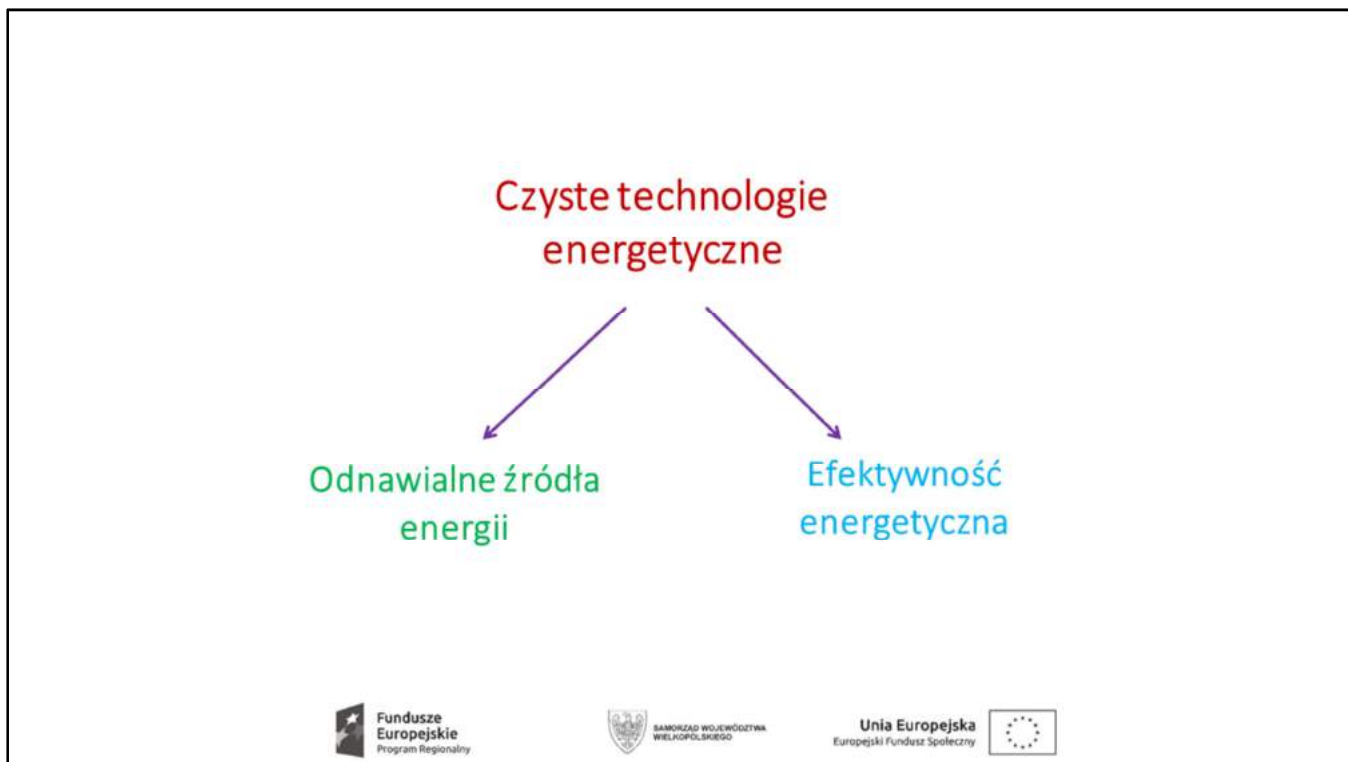 Czyste technologie
energetyczne
Odnawialne źródła
energii
Efektywność
energetyczna
Fundusze
Europejskie
Program Regionalny
SAMORZĄD WOJEWÓDZTWA
WIELKOPOLSKIEGO
Unia Europejska
Europejski Fundusz Społeczny